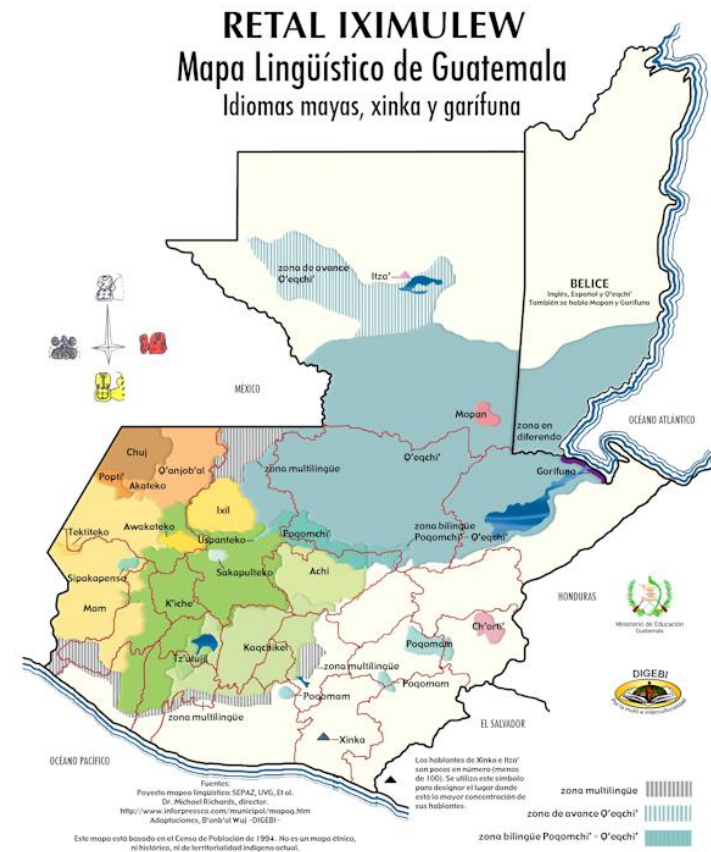 RETAL IXIMULEW
Mapa Lingüístico de Guatemala
Idiomas mayas, xinka y garífuna
zona de avance
Q'eqchi'
Itza'
BELICE
Inglés, Español y Q'eqchi'
También se habla Mopan y Garífuna
MÉXICO
Mopan
zona en
diferendo
OCÉANO ATLÁNTICO
Chuj
Q'anjob'al
Popti'
Akateko
zona multilingüe
Q'eqchi'
Garífuna
Ixil
Tektiteko
Awakateko
Uspanteko
Poqomchi'
zona bilingüe
Poqomchi' - Q'eqchi'
Sipakapense
Sakapulteko
Achi
Mam
K'iche'
HONDURAS
Ministerio de Educación
Guatemala
Ch'orti'
Tz'utujil
Kaqchikel
Poqomam
zona multilingüe
Poqomam
Poqomam
DIGEBI
Por la multi e interculturalidad
zona multilingüe
EL SALVADOR
Xinka
OCÉANO PACÍFICO
Los hablantes de Xinka e Itza'
son pocos en número (menos
de 100). Se utiliza este símbolo
para designar el lugar donde
está la mayor concentración de
sus hablantes.
Fuentes:
Poyecto mapeo lingüístico SEPAZ, UVG, Et al.
Dr. Michael Richards, director.
http://www.inforpressca.com/municipal/mapag.htm
Adaptaciones, B'anb'al Wuj -DIGEBI-
Este mapa está basado en el Censo de Población de 1994. No es un mapa étnico,
ni histórico, ni de territorialidad indígena actual.
zona multilingüe
zona de avance Q'eqchi'
zona bilingüe Poqomchi' - Q'eqchi'